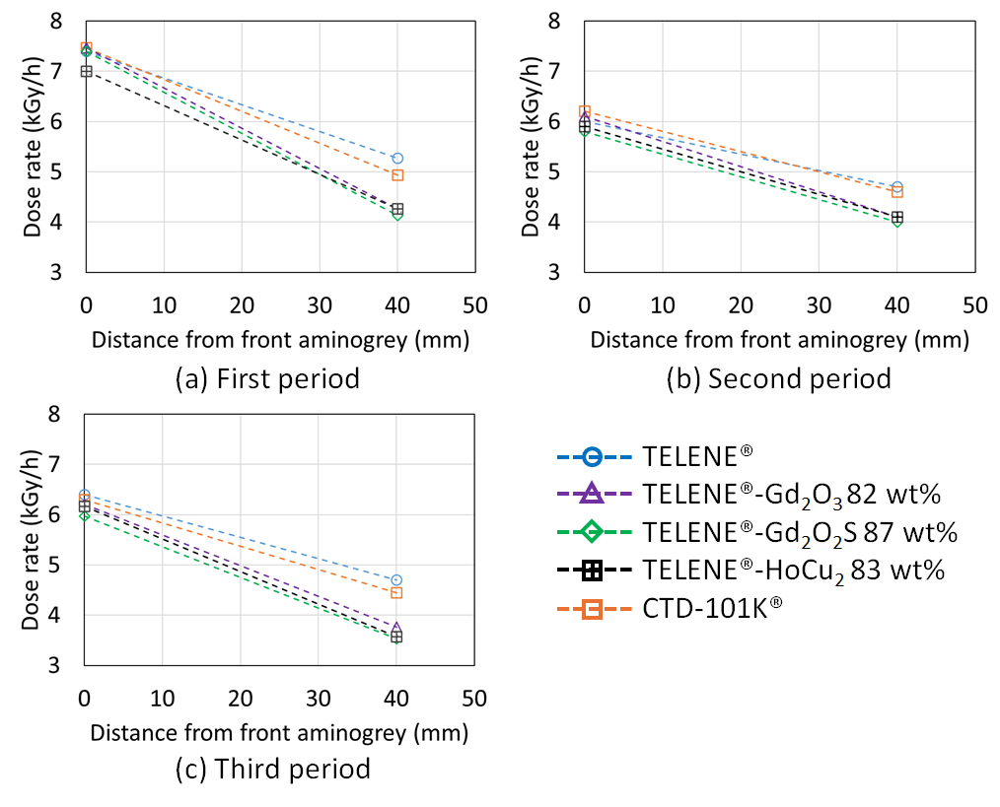 8
7
6
5
4
3
Dose rate (kGy/h)
0 10 20 30 40 50
Distance from front aminogrey (mm)
(a) First period
8
7
6
5
4
3
Dose rate (kGy/h)
0 10 20 30 40 50
Distance from front aminogrey (mm)
(b) Second period
8
7
6
5
4
3
Dose rate (kGy/h)
0 10 20 30 40 50
Distance from front aminogrey (mm)
(c) Third period
TELENE®
TELENE®-Gd₂O₃ 82 wt%
TELENE®-Gd₂O₂S 87 wt%
TELENE®-HoCu₂ 83 wt%
CTD-101K®